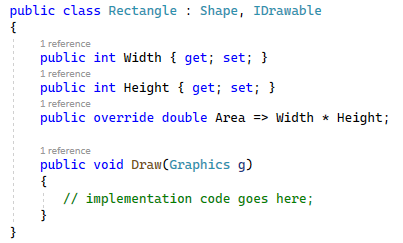 public class Rectangle : Shape, IDrawable
{
1 reference
public int Width { get; set; }
1 reference
public int Height { get; set; }
1 reference
public override double Area => Width * Height;
1 reference
public void Draw(Graphics g)
{
// implementation code goes here;
}
}